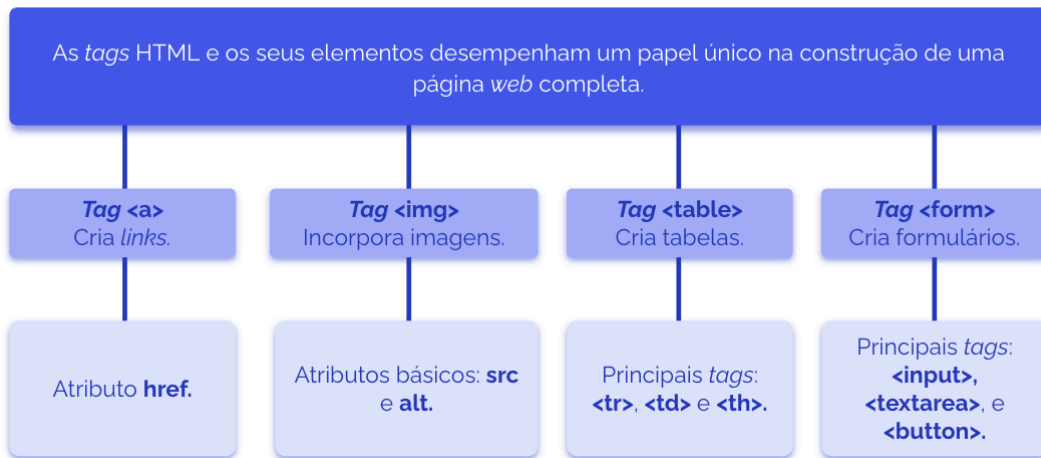 As tags HTML e os seus elementos desempenham um papel único na construção de uma
página web completa.
Tag <a>
Cria links.
Tag <img>
Incorpora imagens.
Tag <table>
Cria tabelas.
Tag <form>
Cria formulários.
Atributo href.
Atributos básicos: src
e alt.
Principais tags:
<tr>, <td> e <th>.
Principais tags:
<input>,
<textarea>, e
<button>.